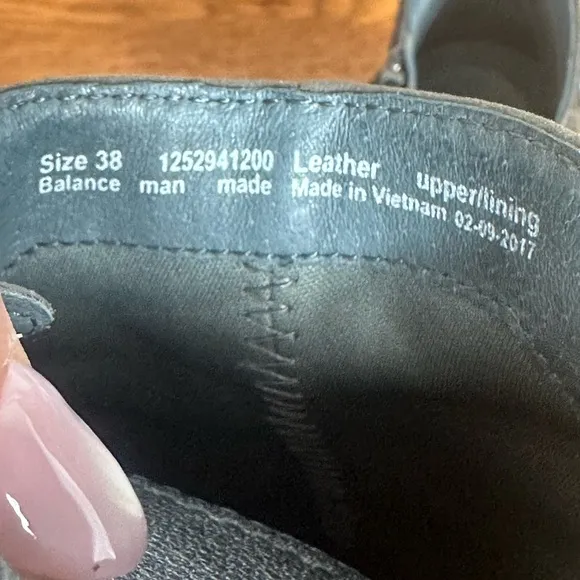 Size 38 1252941200 Leather upper/lining
Balance man made Made in Vietnam 02-09-2017